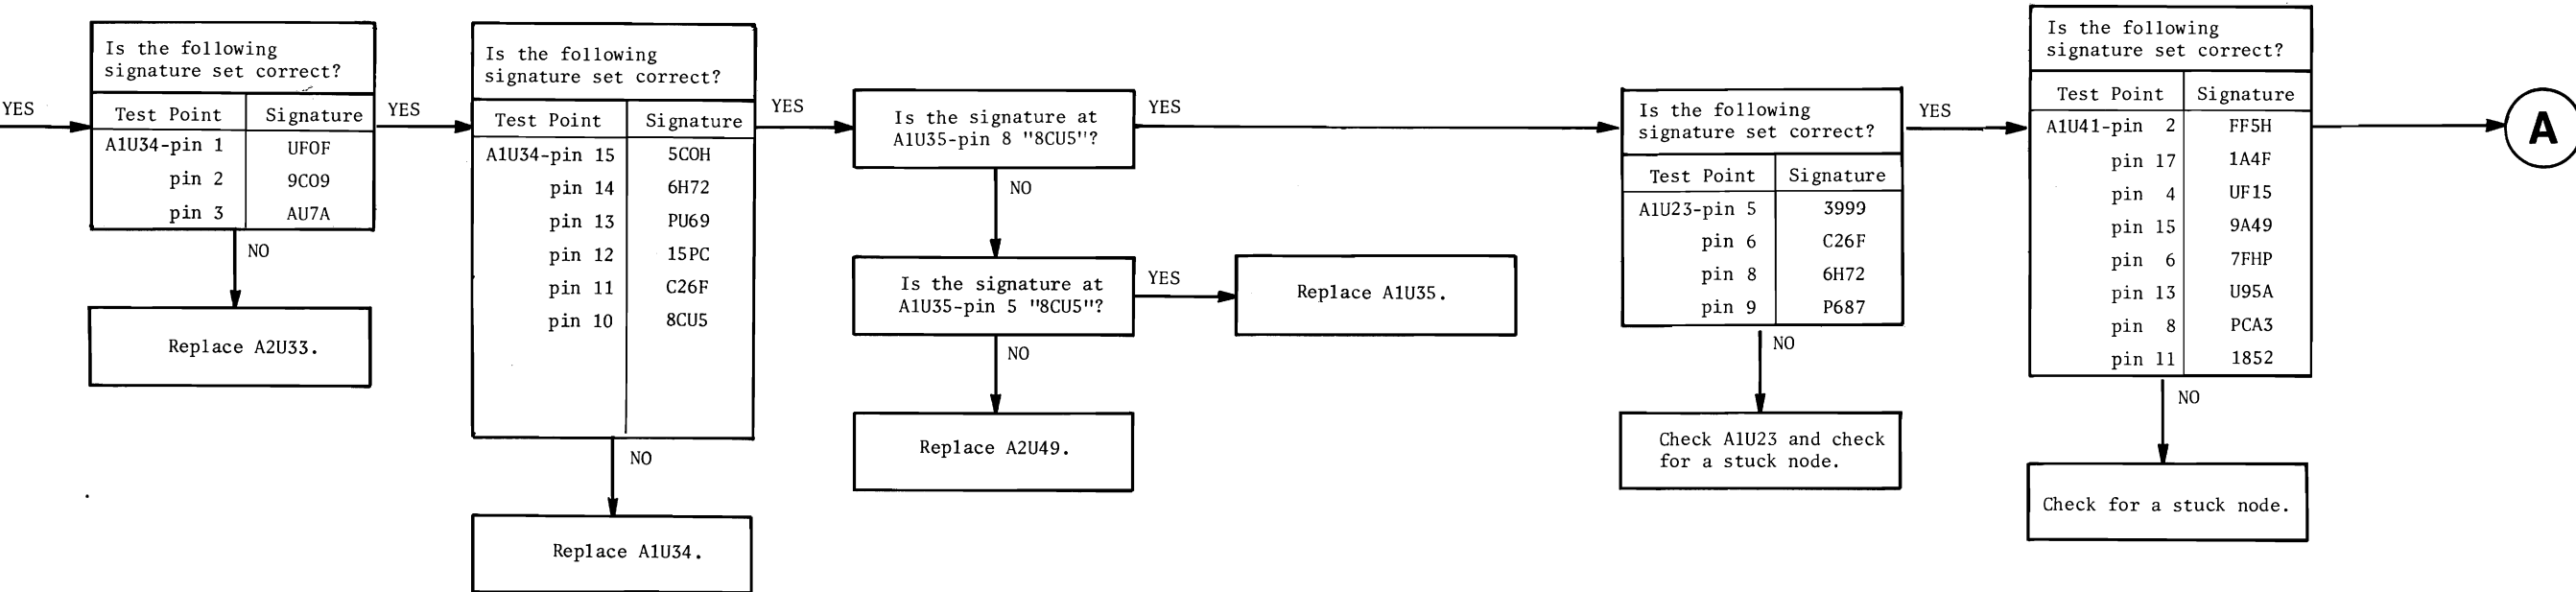 YES
Is the following
signature set correct?
Test Point Signature
A1U34-pin 1 UF0F
pin 2 9C09
pin 3 AU7A
NO
Replace A2U33.
YES
Is the following
signature set correct?
Test Point Signature
A1U34-pin 15 5C0H
pin 14 6H72
pin 13 PU69
pin 12 15PC
pin 11 C26F
pin 10 8CU5
NO
Replace A1U34.
YES
Is the signature at
A1U35-pin 8 "8CU5"?
NO
Is the signature at
A1U35-pin 5 "8CU5"?
YES
Replace A1U35.
NO
Replace A2U49.
YES
Is the following
signature set correct?
Test Point Signature
A1U23-pin 5 3999
pin 6 C26F
pin 8 6H72
pin 9 P687
NO
Check A1U23 and check
for a stuck node.
YES
Is the following
signature set correct?
Test Point Signature
A1U41-pin 2 FF5H
pin 17 1A4F
pin 4 UF15
pin 15 9A49
pin 6 7FHP
pin 13 U95A
pin 8 PCA3
pin 11 1852
NO
Check for a stuck node.
A